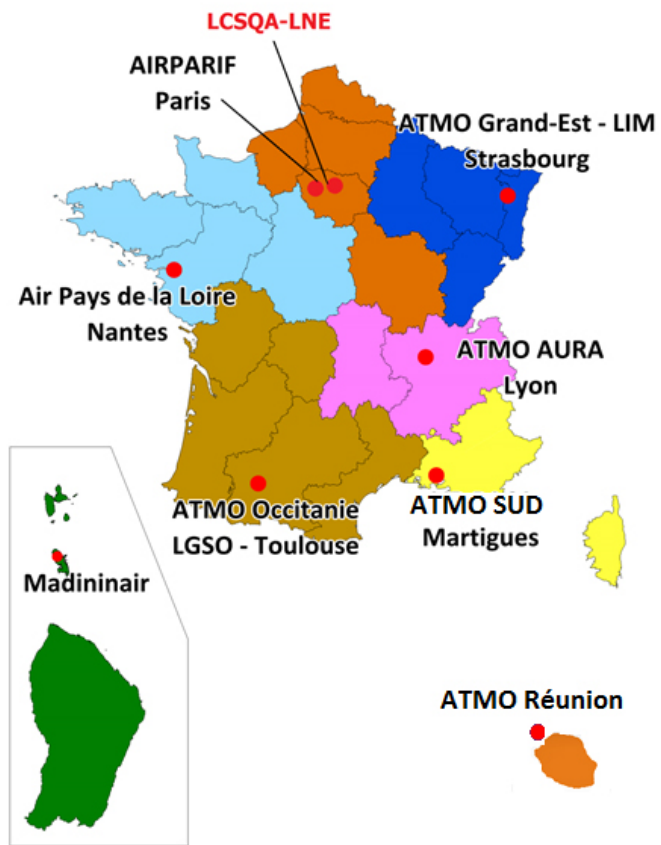 LCSQA-LNE
AIRPARIF
Paris
ATMO Grand-Est - LIM
Strasbourg
Air Pays de la Loire
Nantes
ATMO AURA
Lyon
ATMO Occitanie
LGSO - Toulouse
ATMO SUD
Martigues
Madininair
ATMO Réunion